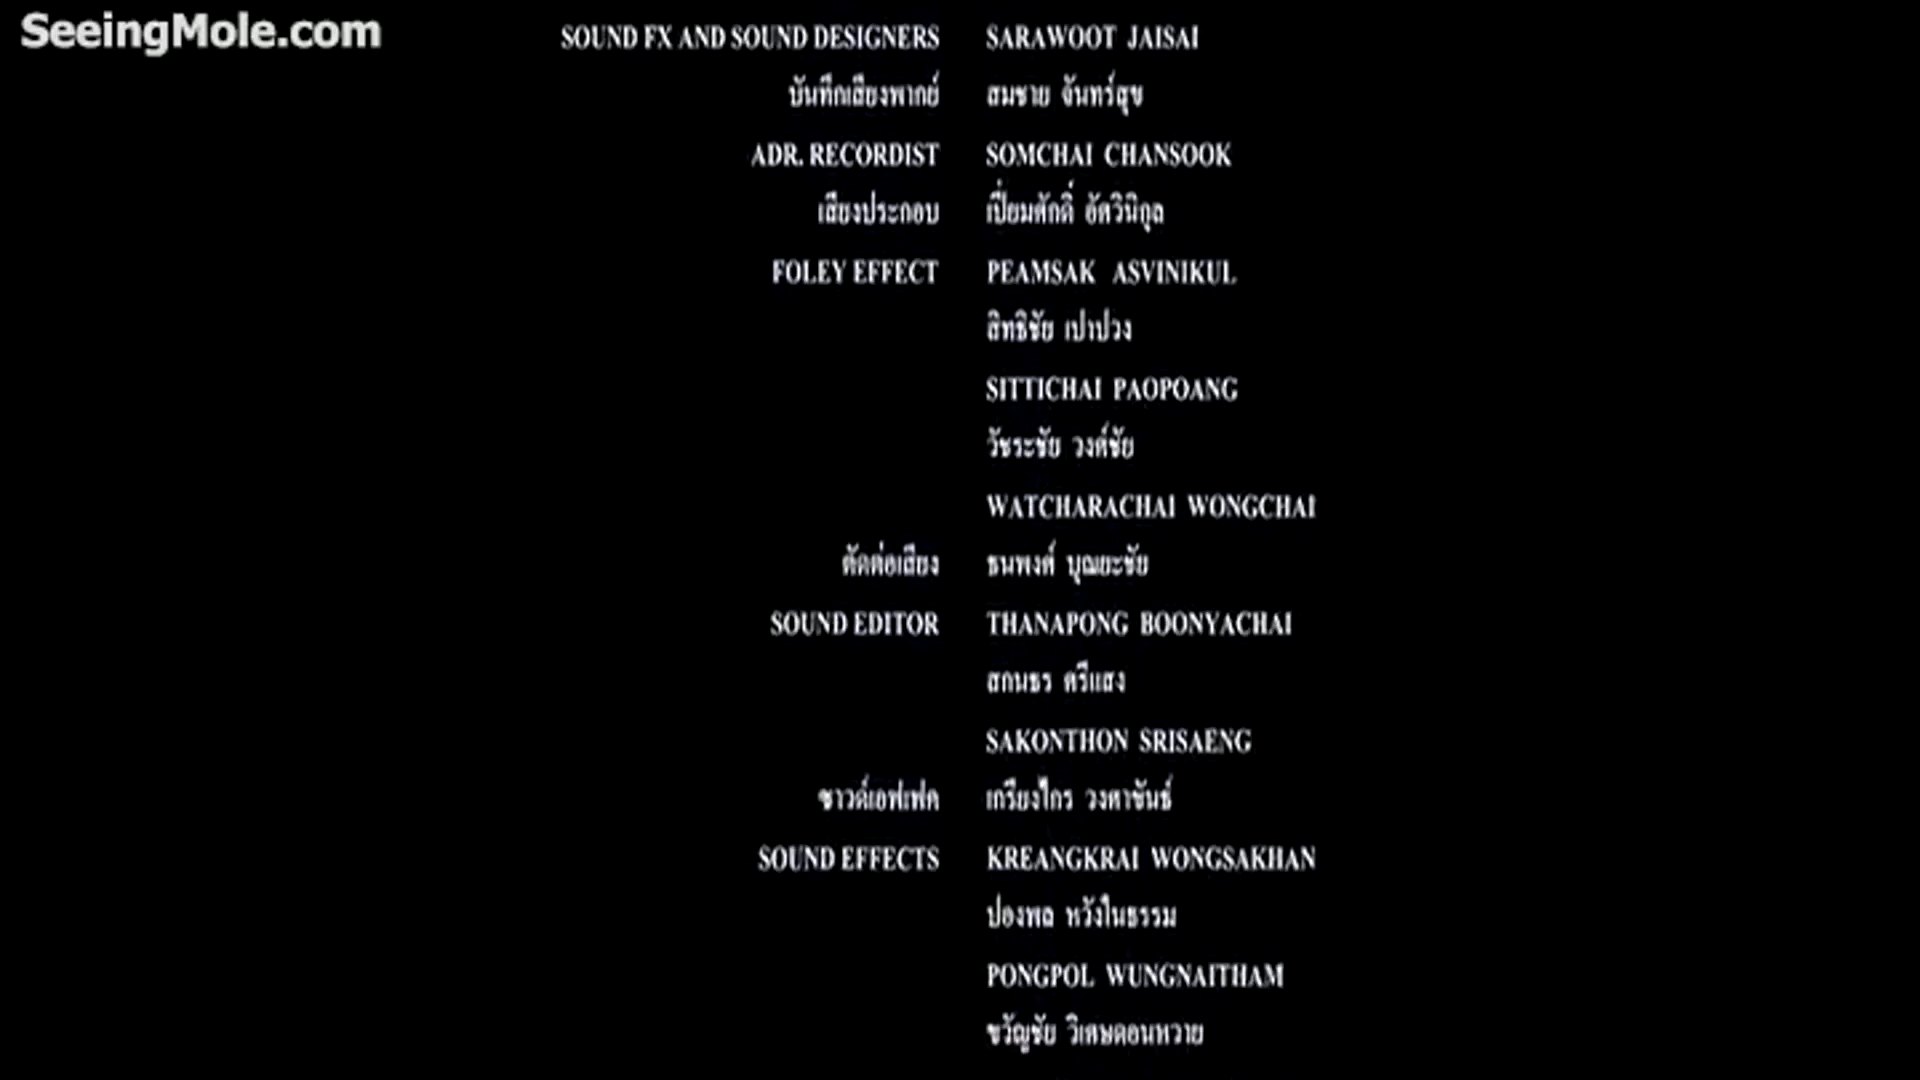 SeeingMole.com
SOUND FX AND SOUND DESIGNERS SARAWOOT JAISAI
บันทึกเสียงพากย์ สมชาย จันทร์สุข
ADR. RECORDIST SOMCHAI CHANSOOK
เสียงประกอบ เปี่ยมศักดิ์ อัศวินิกุล
FOLEY EFFECT PEAMSAK ASVINIKUL
สิทธิชัย เปาปวง
SITTICHAI PAOPOANG
วัชระชัย วงศ์ชัย
WATCHARACHAI WONGCHAI
ตัดต่อเสียง ธนพงศ์ บุณยะชัย
SOUND EDITOR THANAPONG BOONYACHAI
สกนธร ศรีแสง
SAKONTHON SRISAENG
ซาวด์เอฟเฟค เกรียงไกร วงศาขันธ์
SOUND EFFECTS KREANGKRAI WONGSAKHAN
ปองพล หวังในธรรม
PONGPOL WUNGNAITHAM
ขวัญชัย วิเศษดอนหวาย